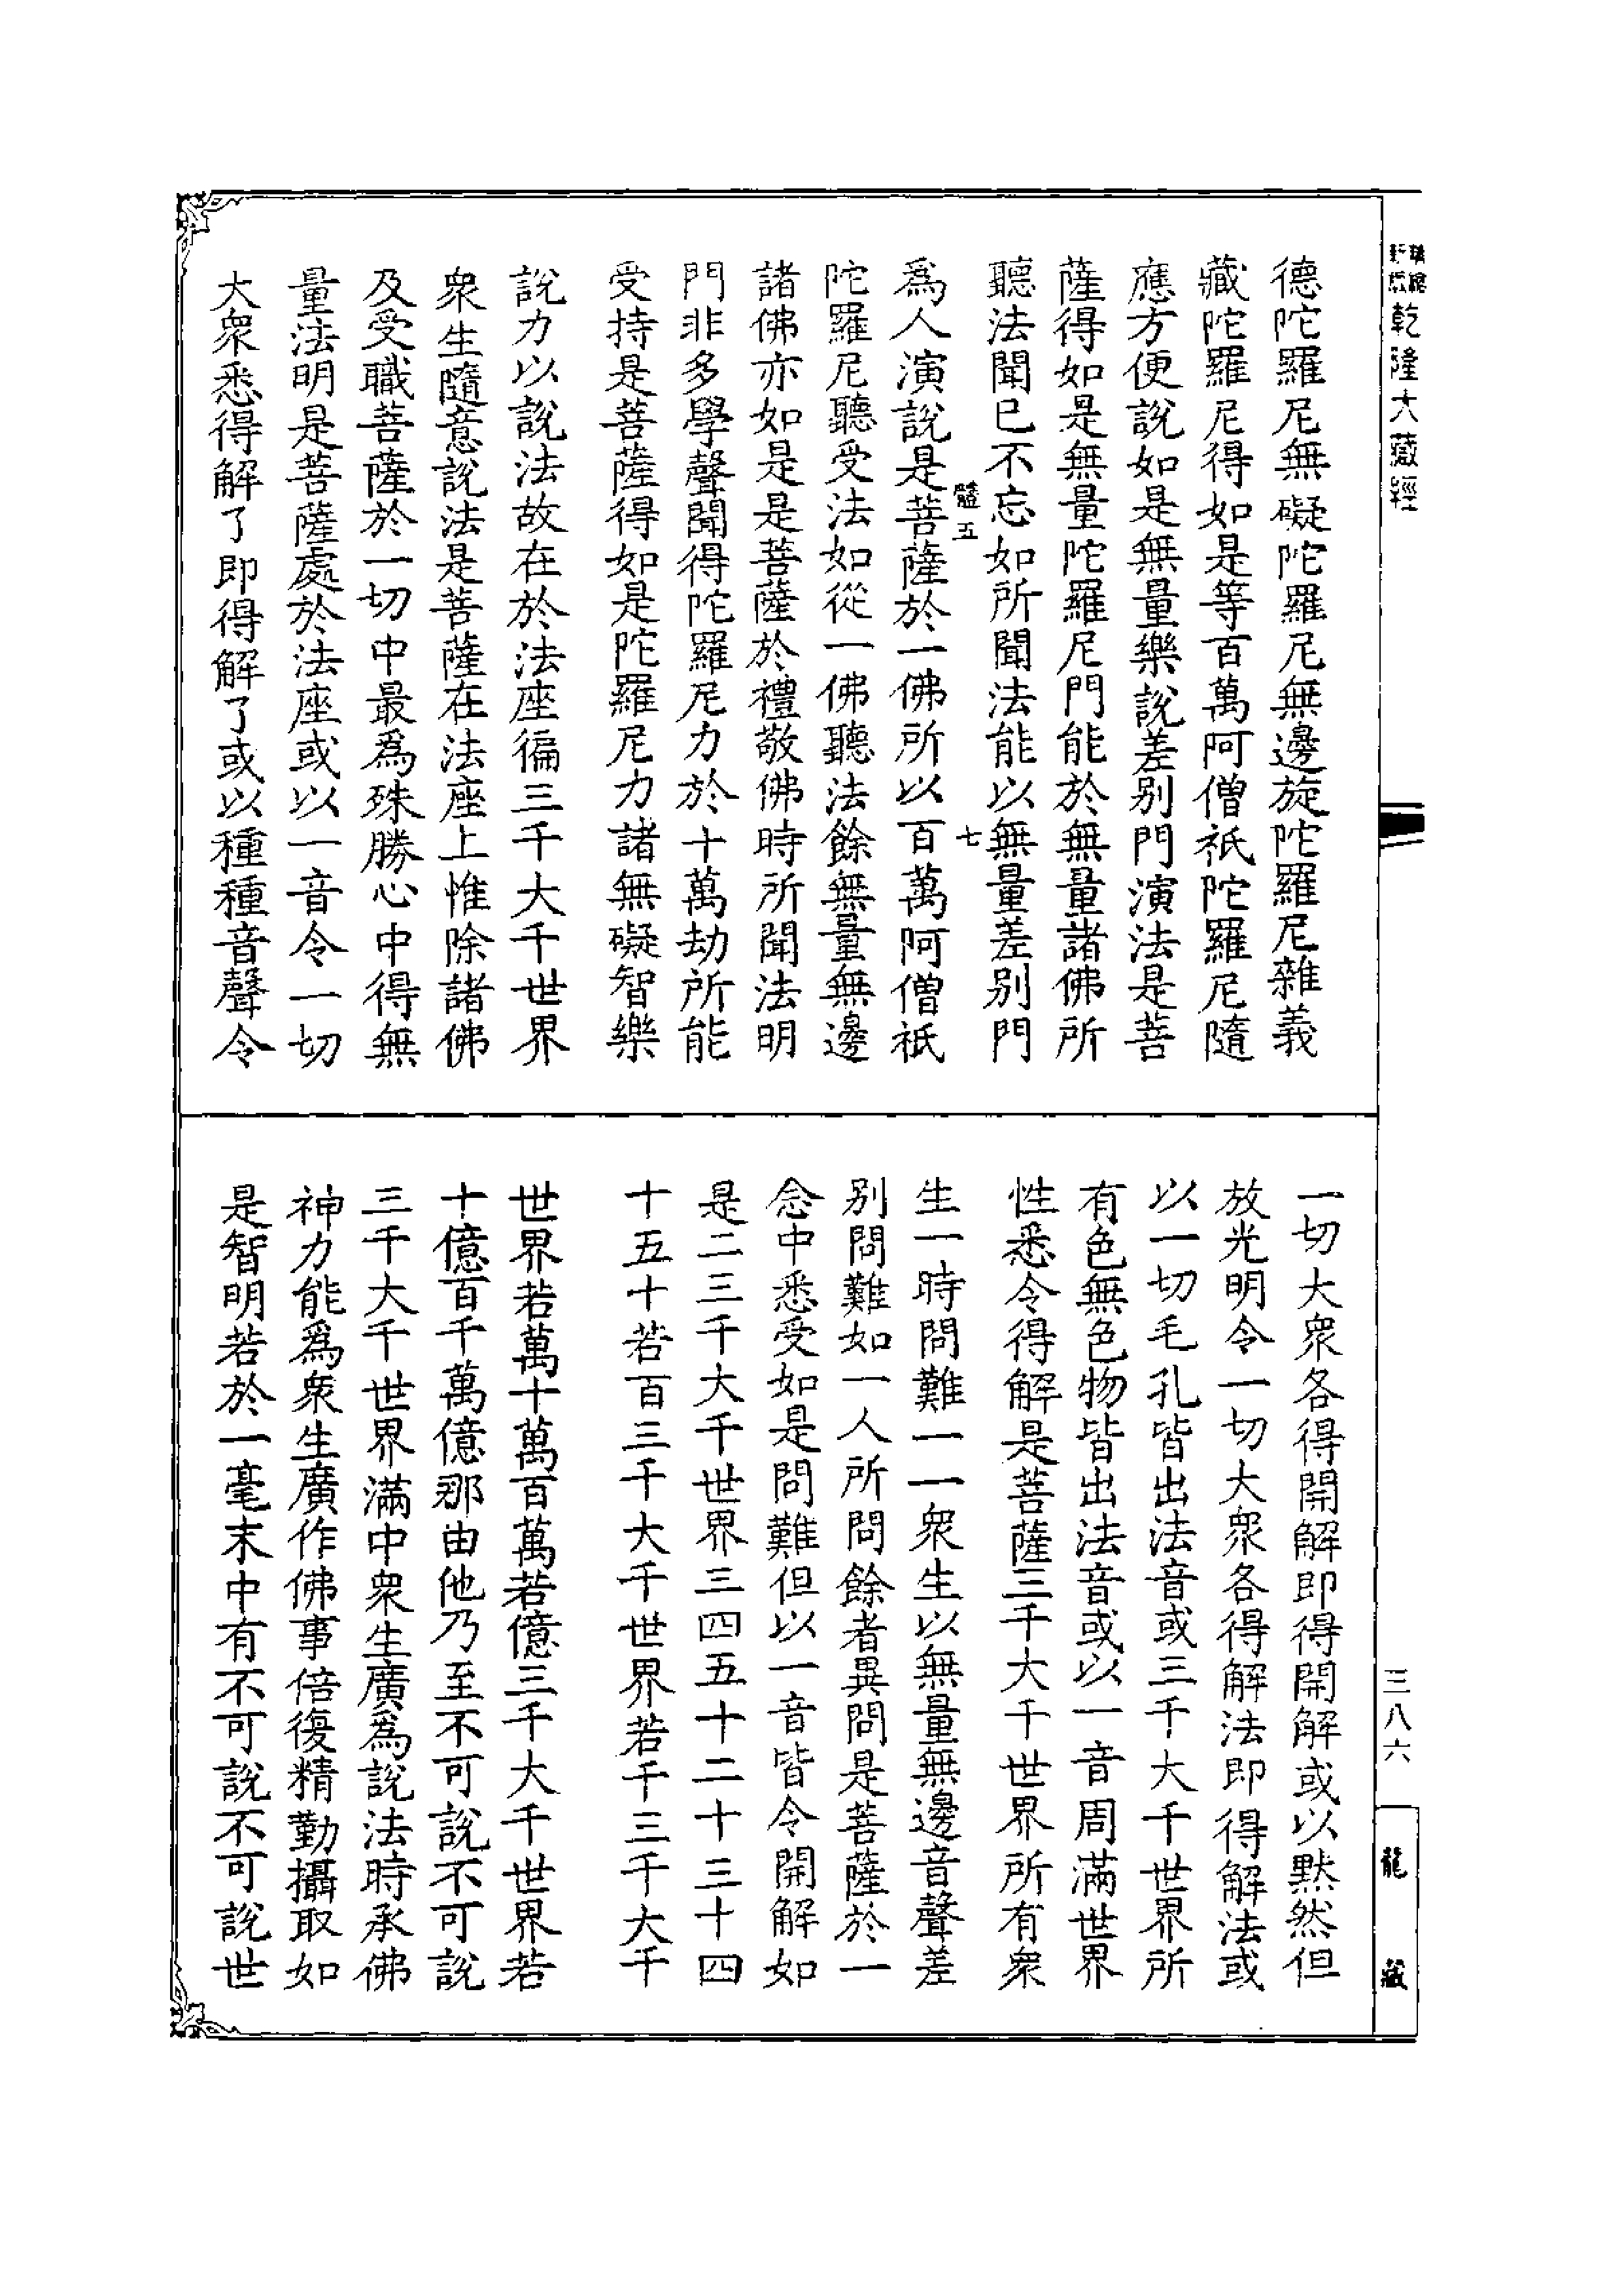 乾隆大藏經
德陀羅尼無礙陀羅尼無邊旋陀羅尼雜義
藏陀羅尼得如是等百萬阿僧祇陀羅尼隨
應方便說如是無量樂說差別門演法是菩
薩得如是無量陀羅尼門能於無量諸佛所
聽法聞已不忘如所聞法能以無量差別門
五 七
為人演說是菩薩於一佛所以百萬阿僧祇
陀羅尼聽受法如從一佛聽法餘無量無邊
諸佛亦如是是菩薩於禮敬佛時所聞法明
門非多學聲聞得陀羅尼力於十萬劫所能
受持是菩薩得如是陀羅尼力諸無礙智樂
說力以說法故在於法座徧三千大千世界
衆生隨意說法是菩薩在法座上惟除諸佛
及受職菩薩於一切中最為殊勝心中得無
量法明是菩薩處於法座或以一音令一切
大衆悉得解了即得解了或以種種音聲令
一切大衆各得開解即得開解或以默然但
放光明令一切大衆各得解法即得解法或
以一切毛孔皆出法音或三千大千世界所
有色無色物皆出法音或以一音周滿世界
性悉令得解是菩薩三千大千世界所有衆
生一時問難一一衆生以無量無邊音聲差
別問難如一人所問餘者異問是菩薩於一
念中悉受如是問難但以一音皆令開解如
是二三千大千世界三四五十二十三十四
十五十若百三千大千世界若千三千大千
世界若萬十萬百萬若億三千大千世界若
十億百千萬億那由他乃至不可說不可說
三千大千世界滿中衆生廣為說法時承佛
神力能為衆生廣作佛事倍復精勤攝取如
是智明若於一毫末中有不可說不可說世
三八六
龍藏